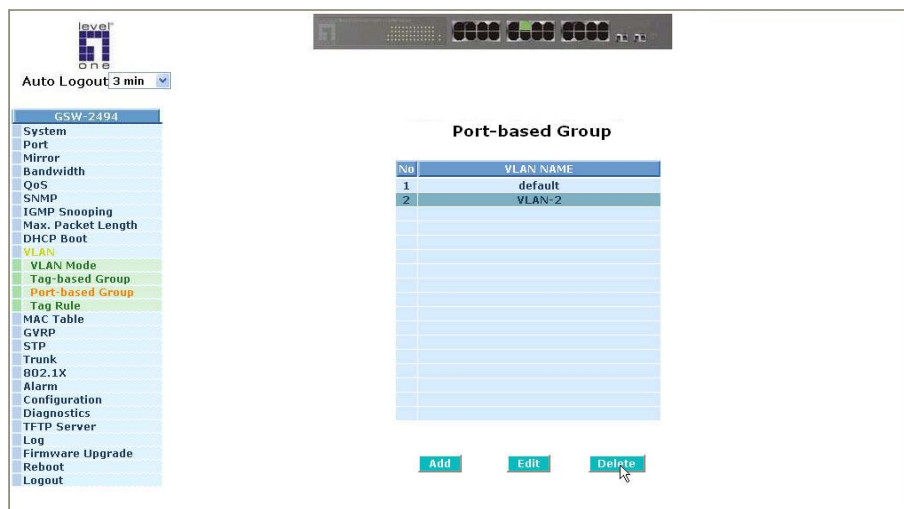 level
one
Auto Logout 3 min
GSW-2494
System
Port
Mirror
Bandwidth
QoS
SNMP
IGMP Snooping
Max. Packet Length
DHCP Boot
VLAN
VLAN Mode
Tag-based Group
Port-based Group
Tag Rule
MAC Table
GVRP
STP
Trunk
802.1X
Alarm
Configuration
Diagnostics
TFTP Server
Log
Firmware Upgrade
Reboot
Logout
Port-based Group
No VLAN NAME
1 default
2 VLAN-2
Add Edit Delete